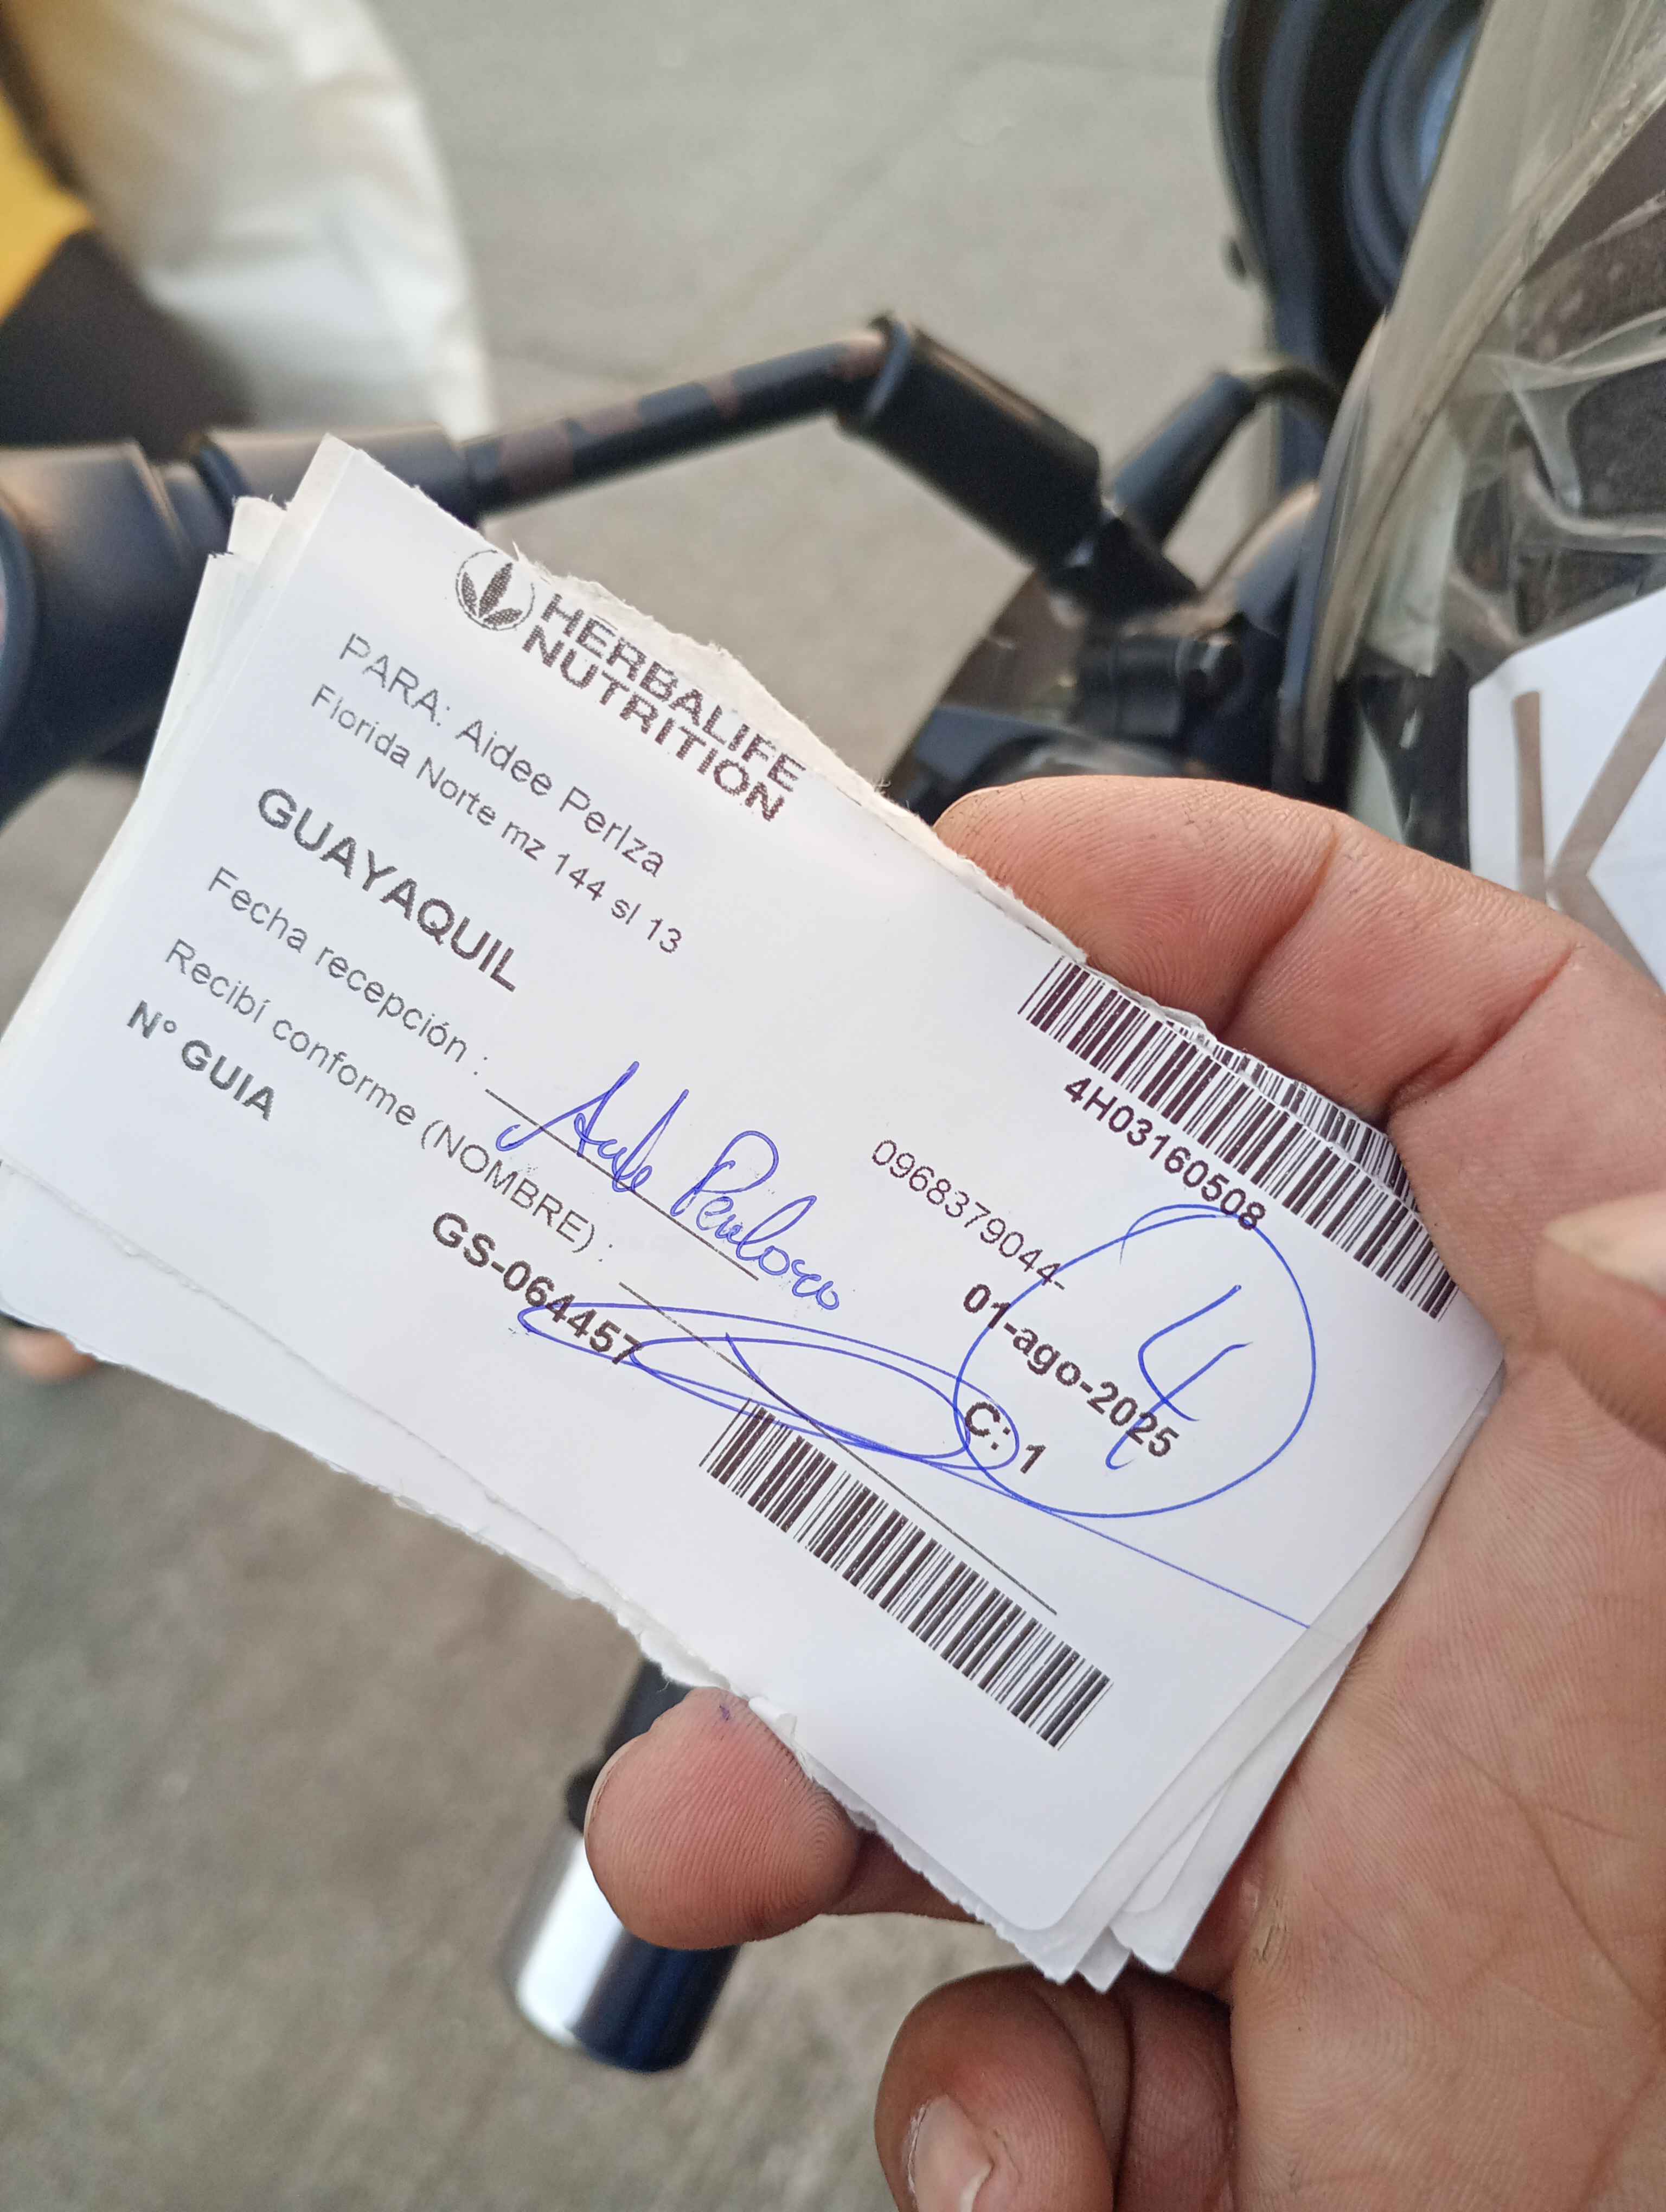 HERBALIFE
NUTRITION
PARA: Aidee Perlza
Florida Norte mz 144 sl 13
4H03160508
GUAYAQUIL
0968379044-
Fecha recepción :
01-ago-2025
4
Recibí conforme (NOMBRE) :
C: 1
N° GUIA
GS-064457